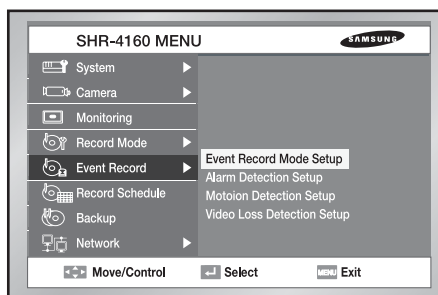 SHR-4160 MENU
SAMSUNG
System
Camera
Monitoring
Record Mode
Event Record
Event Record Mode Setup
Alarm Detection Setup
Record Schedule
Motoion Detection Setup
Backup
Video Loss Detection Setup
Network
Move/Control
Select
MENU Exit